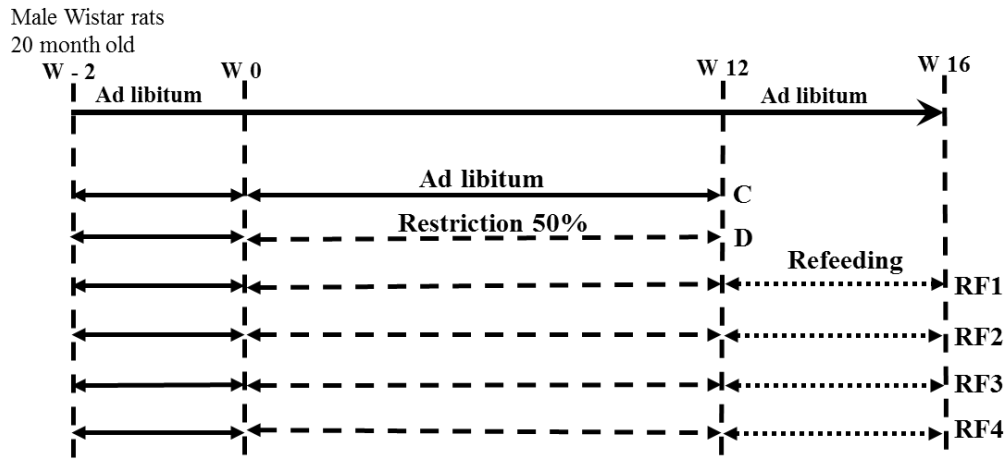 Male Wistar rats
20 month old
W - 2
W 0
W 12
W 16
Ad libitum
Ad libitum
Ad libitum
C
Restriction 50%
D
Refeeding
RF1
RF2
RF3
RF4